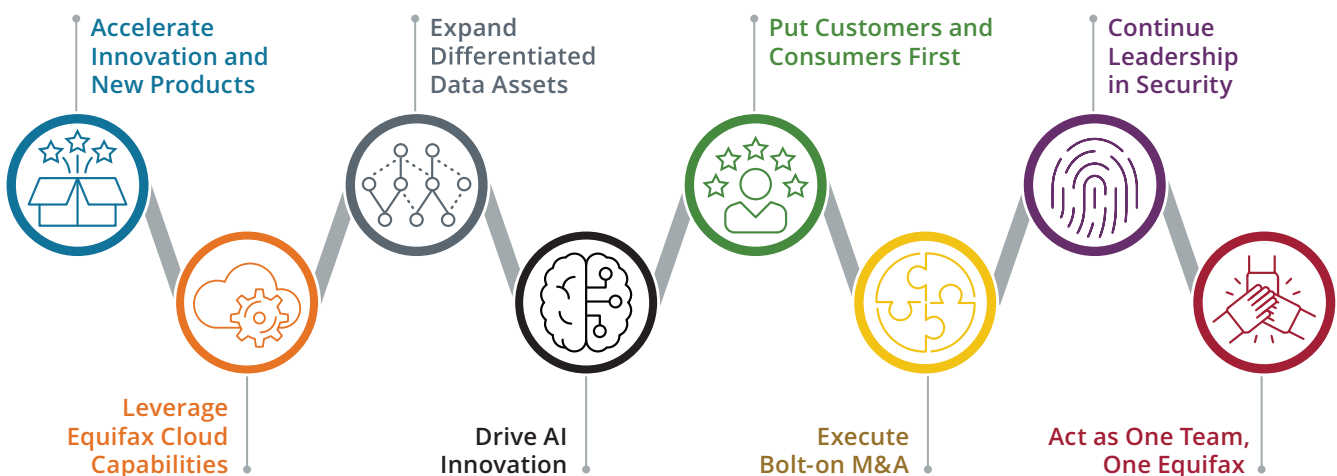 Accelerate
Innovation and
New Products
Leverage
Equifax Cloud
Capabilities
Expand
Differentiated
Data Assets
Drive AI
Innovation
Put Customers and
Consumers First
Execute
Bolt-on M&A
Continue
Leadership
in Security
Act as One Team,
One Equifax